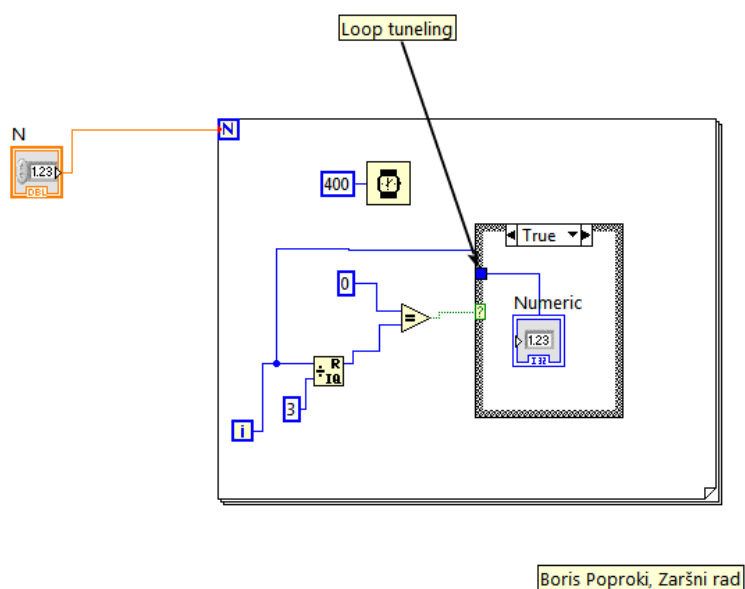 Loop tuneling
N
N
1.23
DBL
400
True
0
Numeric
=
?
1.23
I32
R
÷ IQ
3
i
Boris Poproki, Zaršni rad